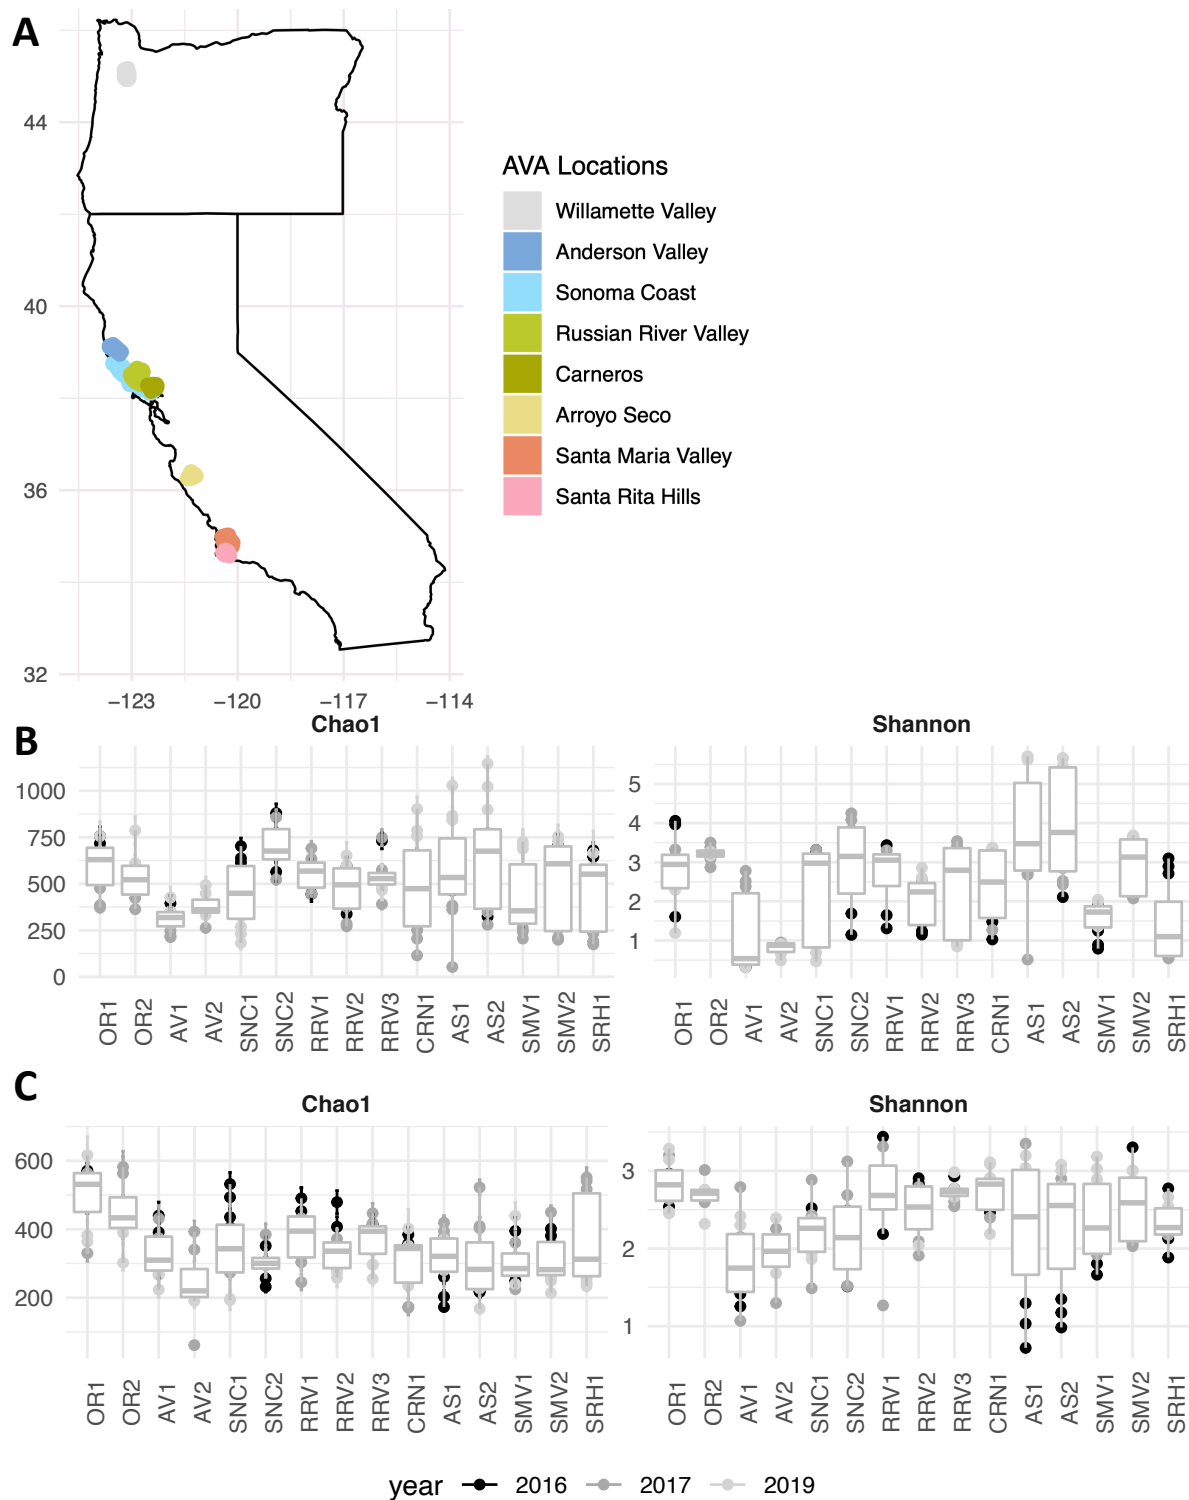 A
44
40
36
32
−123 −120 −117 −114
AVA Locations
Willamette Valley
Anderson Valley
Sonoma Coast
Russian River Valley
Carneros
Arroyo Seco
Santa Maria Valley
Santa Rita Hills
B
Chao1
1000
750
500
250
0
OR1 OR2 AV1 AV2 SNC1 SNC2 RRV1 RRV2 RRV3 CRN1 AS1 AS2 SMV1 SMV2 SRH1
Shannon
5
4
3
2
1
OR1 OR2 AV1 AV2 SNC1 SNC2 RRV1 RRV2 RRV3 CRN1 AS1 AS2 SMV1 SMV2 SRH1
C
Chao1
600
400
200
OR1 OR2 AV1 AV2 SNC1 SNC2 RRV1 RRV2 RRV3 CRN1 AS1 AS2 SMV1 SMV2 SRH1
Shannon
3
2
1
OR1 OR2 AV1 AV2 SNC1 SNC2 RRV1 RRV2 RRV3 CRN1 AS1 AS2 SMV1 SMV2 SRH1
year 2016 2017 2019